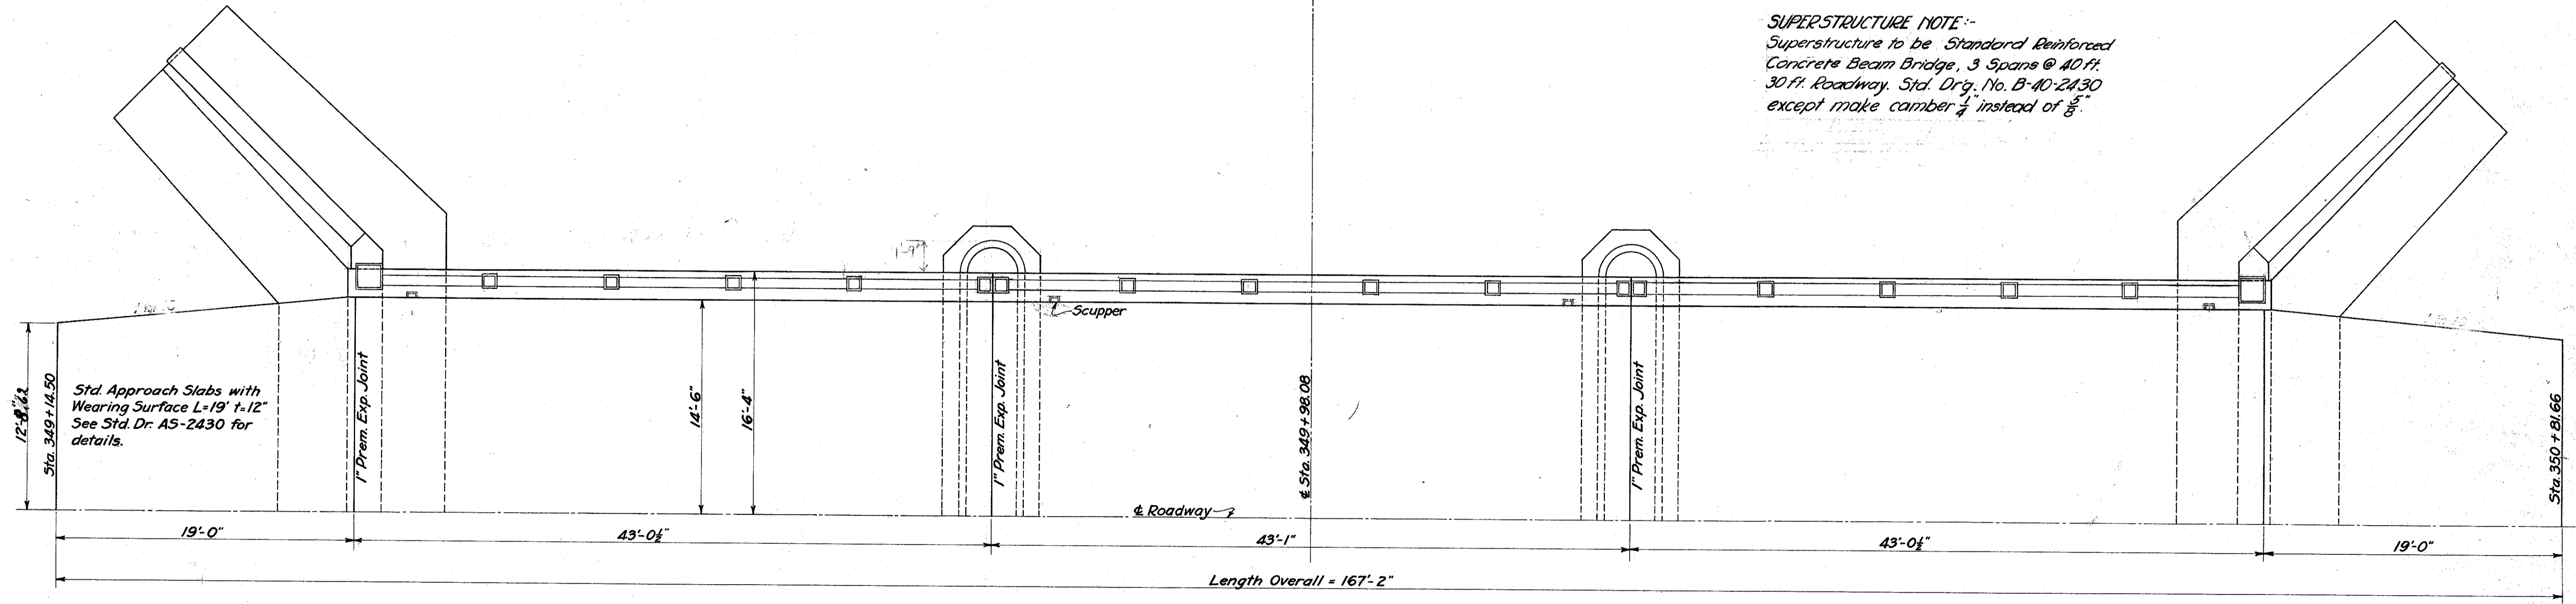 SUPERSTRUCTURE NOTE:-
Superstructure to be Standard Reinforced
Concrete Beam Bridge, 3 Spans @ 40 ft.
30 ft. Roadway. Std. Dr'g. No. B-40-2430
except make camber 1/4" instead of 5/8".
1'-9"
Scupper
Sta. 349+14.50
Std. Approach Slabs with
Wearing Surface L=19' t=12"
See Std. Dr. AS-2430 for
details.
1" Prem. Exp. Joint
14'-6"
16'-4"
1" Prem. Exp. Joint
℄ Sta. 349+98.08
1" Prem. Exp. Joint
Sta. 350+81.66
℄ Roadway
19'-0"
43'-0½"
43'-1"
43'-0½"
19'-0"
Length Overall = 167'-2"